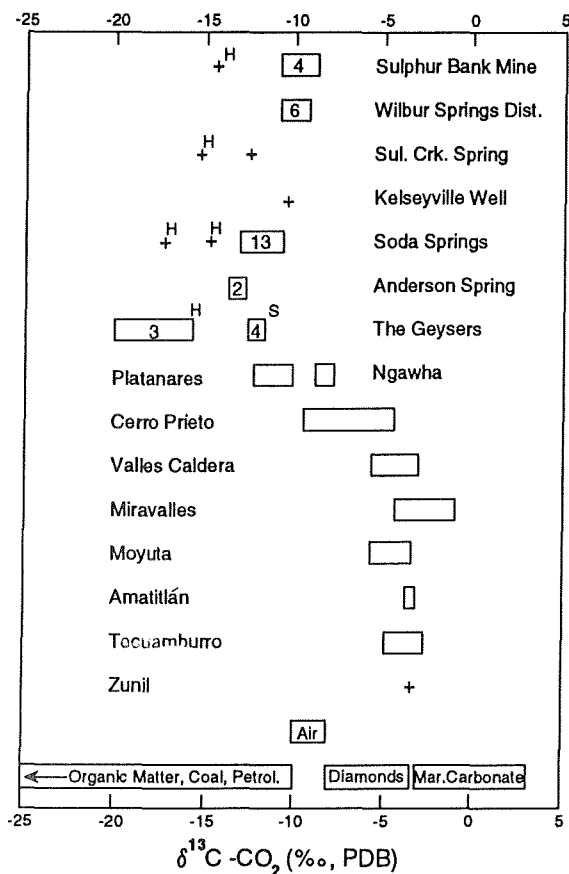 -25 -20 -15 -10 -5 0 5
H 4 Sulphur Bank Mine
6 Wilbur Springs Dist.
H Sul. Crk. Spring
Kelseyville Well
H H 13 Soda Springs
2 Anderson Spring
3 H 4 S The Geysers
Platanares Ngawha
Cerro Prieto
Valles Caldera
Miravalles
Moyuta
Amatitlán
Tecuamburro
Zunil
Air
Organic Matter, Coal, Petrol. Diamonds Mar.Carbonate
-25 -20 -15 -10 -5 0 5
δ¹³C -CO₂ (‰, PDB)